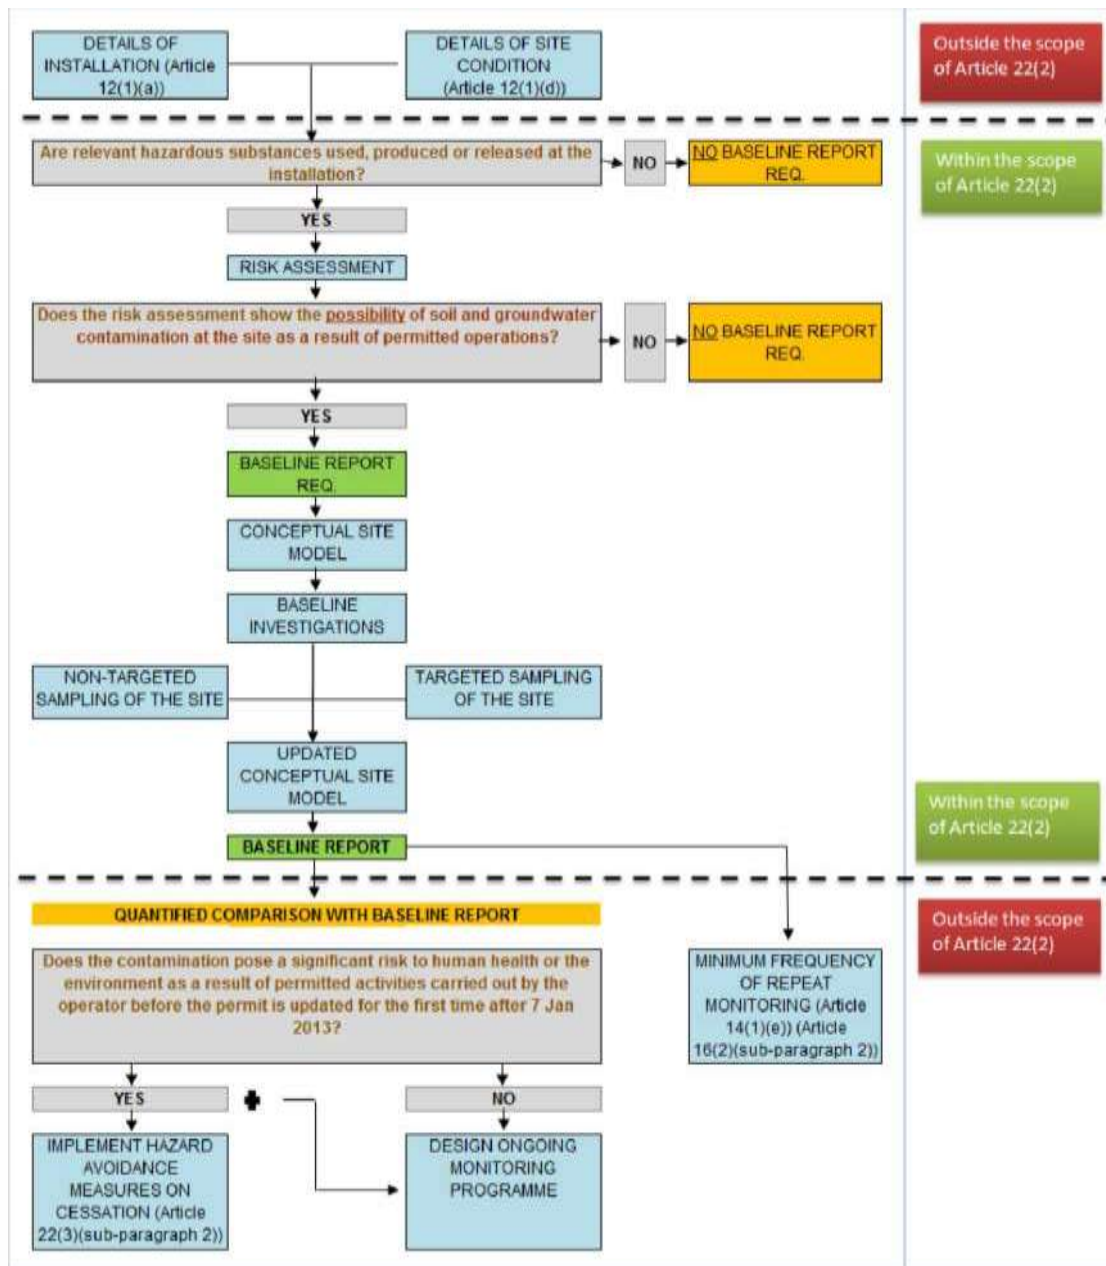 DETAILS OF
INSTALLATION (Article
12(1)(a))
DETAILS OF SITE
CONDITION
(Article 12(1)(d))
Outside the scope
of Article 22(2)
Are relevant hazardous substances used, produced or released at the
installation?
NO
NO BASELINE REPORT
REQ.
Within the scope
of Article 22(2)
YES
RISK ASSESSMENT
Does the risk assessment show the possibility of soil and groundwater
contamination at the site as a result of permitted operations?
NO
NO BASELINE REPORT
REQ.
YES
BASELINE REPORT
REQ.
CONCEPTUAL SITE
MODEL
BASELINE
INVESTIGATIONS
NON-TARGETED
SAMPLING OF THE SITE
TARGETED SAMPLING
OF THE SITE
UPDATED
CONCEPTUAL SITE
MODEL
Within the scope
of Article 22(2)
BASELINE REPORT
QUANTIFIED COMPARISON WITH BASELINE REPORT
Outside the scope
of Article 22(2)
Does the contamination pose a significant risk to human health or the
environment as a result of permitted activities carried out by the
operator before the permit is updated for the first time after 7 Jan
2013?
MINIMUM FREQUENCY
OF REPEAT
MONITORING (Article
14(1)(e)) (Article
16(2)(sub-paragraph 2))
YES
NO
IMPLEMENT HAZARD
AVOIDANCE
MEASURES ON
CESSATION (Article
22(3)(sub-paragraph 2))
DESIGN ONGOING
MONITORING
PROGRAMME